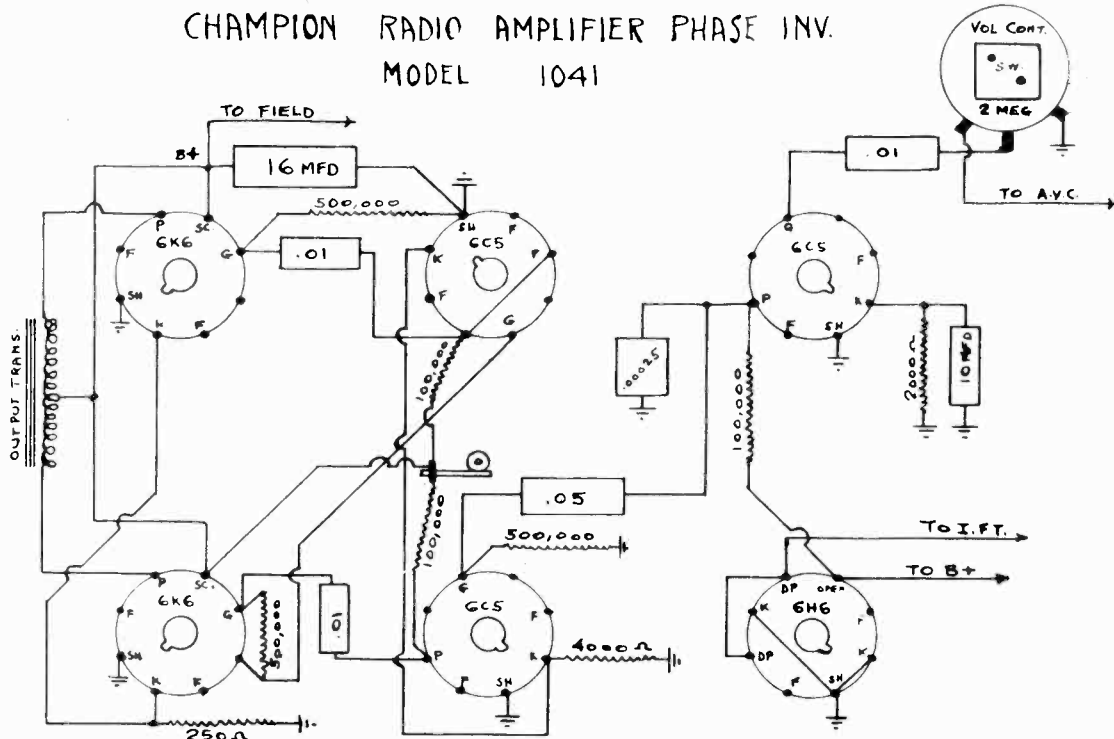 CHAMPION RADIO AMPLIFIER PHASE INV.
MODEL 1041
VOL CONT.
SW.
2 MEG
TO FIELD
B+
16 MFD
500,000
.01
.01
TO A.V.C.
P
SC
6K6
F
G
SH
K
F
SH
F
6C5
K
P
F
G
G
6C5
F
P
K
F
SH
.01
100,000
.00025
100,000
2000Ω
10 MFD
OUTPUT TRANS.
100,000
.05
500,000
TO I.F.T.
TO B+
P
SC.
6K6
F
G
SH
K
F
500,000
.01
G
6C5
F
P
K
F
SH
4000Ω
DP
OPEN
K
6H6
F
DP
K
F
SH
250Ω